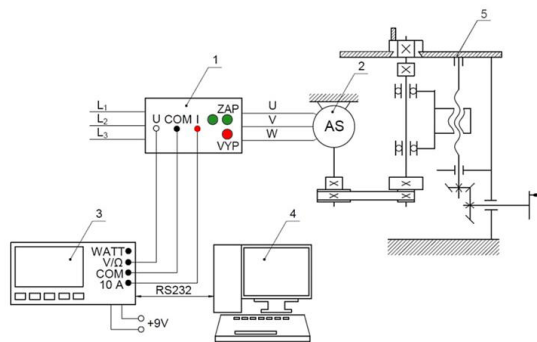 1
2
5
L1
L2
L3
U COM I
ZAP
VYP
U
V
W
AS
3
4
WATT
V/Ω
COM
10 A
RS232
+9V